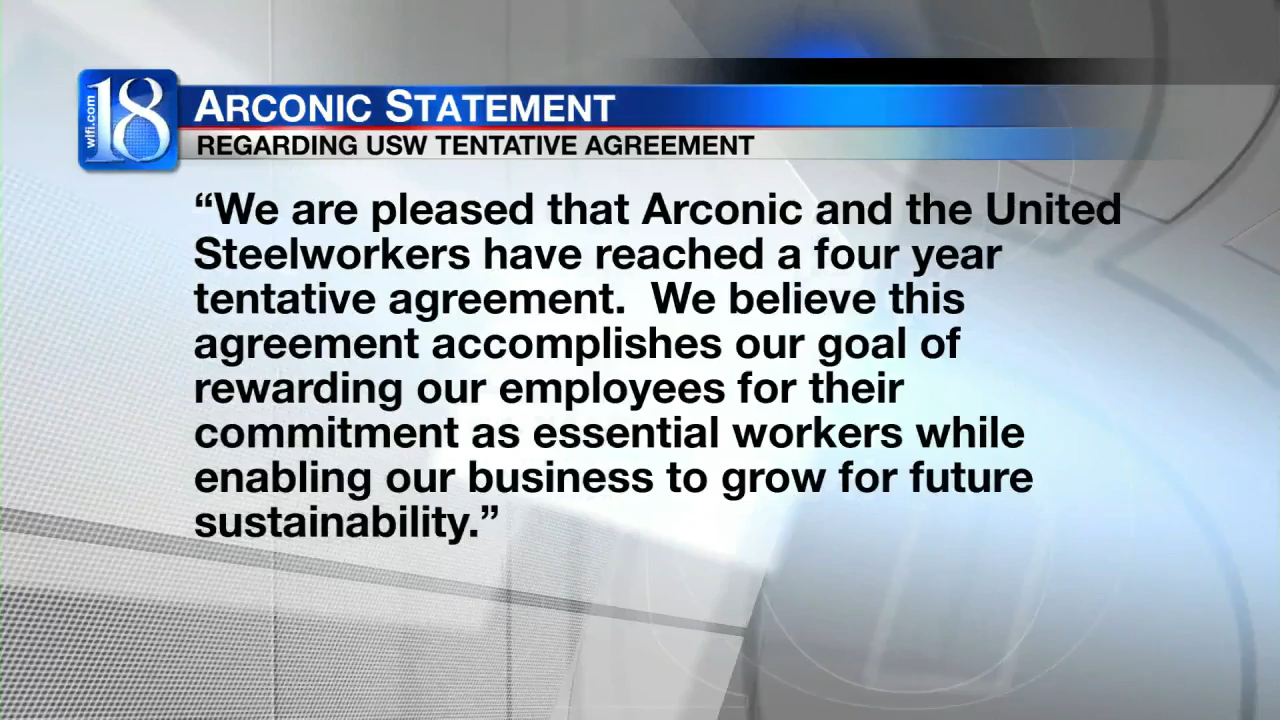 wlfi.com
18
ARCONIC STATEMENT
REGARDING USW TENTATIVE AGREEMENT
“We are pleased that Arconic and the United
Steelworkers have reached a four year
tentative agreement.  We believe this
agreement accomplishes our goal of
rewarding our employees for their
commitment as essential workers while
enabling our business to grow for future
sustainability.”